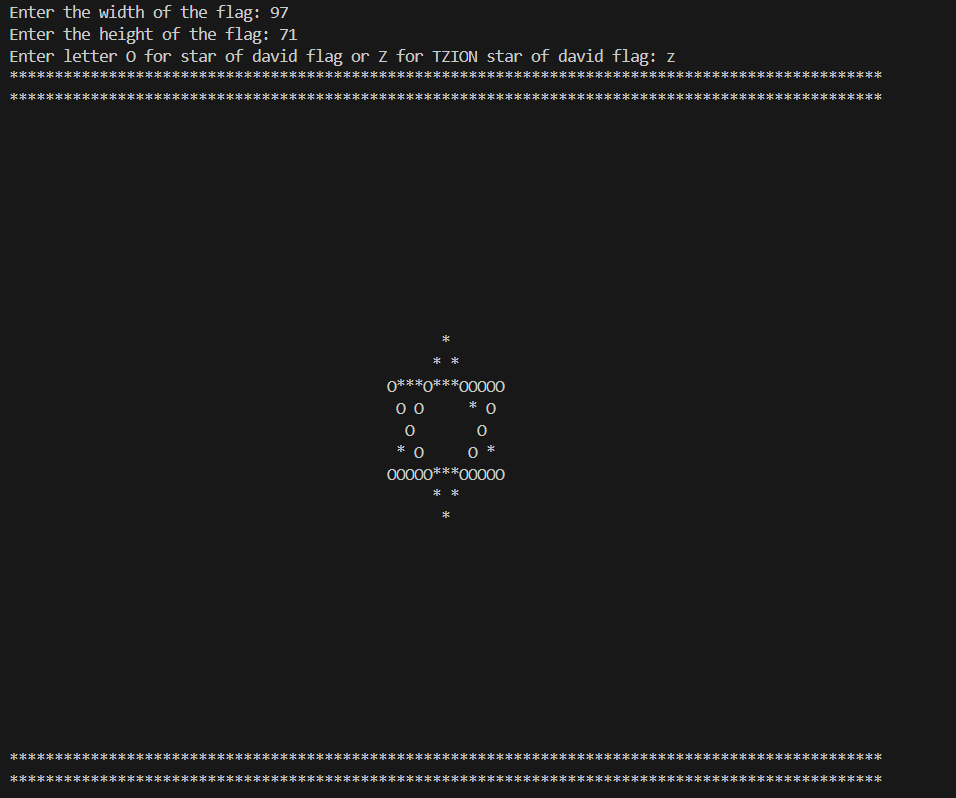 Enter the width of the flag: 97
Enter the height of the flag: 71
Enter letter O for star of david flag or Z for TZION star of david flag: z
*************************************************************************************************
*************************************************************************************************
                                                *
                                               * *
                                          O***O***OOOOO
                                           O O     * O
                                            O       O
                                           * O     O *
                                          OOOOO***OOOOO
                                               * *
                                                *
*************************************************************************************************
*************************************************************************************************